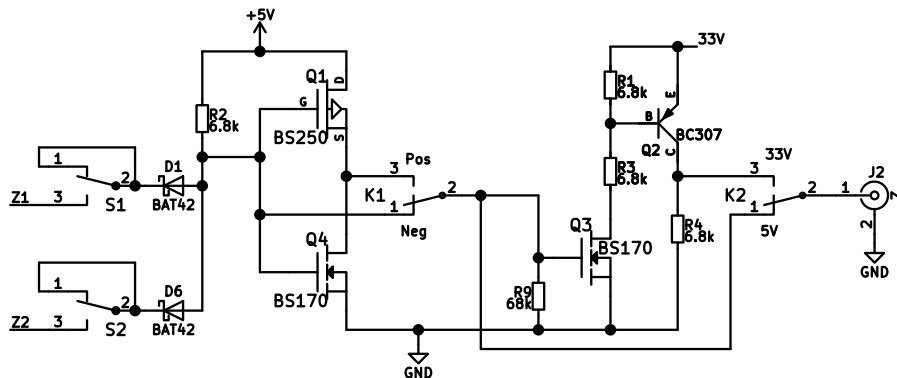 +5V
33V
Q1
D
G
S
BS250
R2
6.8k
R1
6.8k
E
B
C
Q2
BC307
1
2
3
Z1
S1
D1
BAT42
Pos
3
K1
2
1
Neg
R3
6.8k
33V
3
K2
2
1
5V
J2
1
2
7
GND
R4
6.8k
Q4
BS170
Q3
BS170
R9
68k
1
2
3
Z2
S2
D6
BAT42
GND